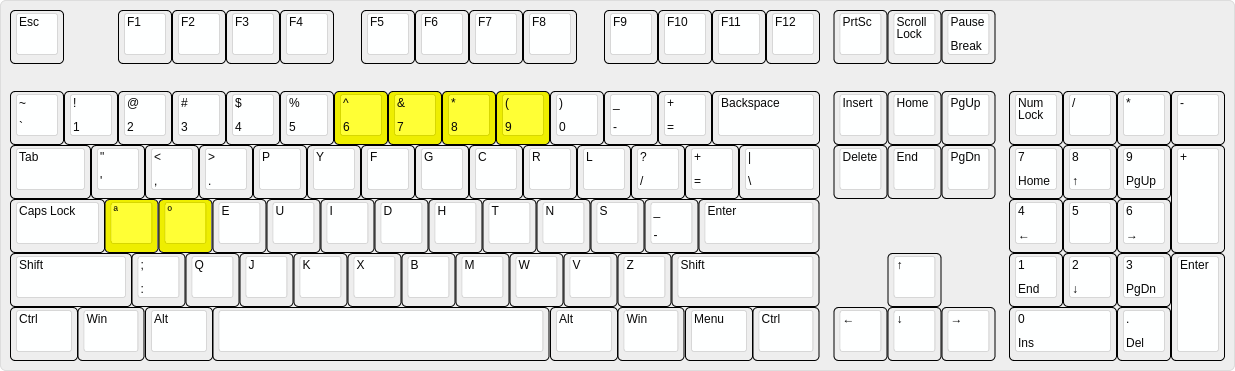 Esc F1 F2 F3 F4 F5 F6 F7 F8 F9 F10 F11 F12 PrtSc Scroll Pause
Lock
Break
~ ! @ # $ % ^ & * ( ) _ + Backspace Insert Home PgUp Num / * -
Lock
` 1 2 3 4 5 6 7 8 9 0 - =
Tab " < > P Y F G C R L ? + | Delete End PgDn 7 8 9 +
' , . / = \ Home ↑ PgUp
Caps Lock ª º E U I D H T N S _ Enter 4 5 6
- ← →
Shift ; Q J K X B M W V Z Shift ↑ 1 2 3 Enter
: End ↓ PgDn
Ctrl Win Alt Alt Win Menu Ctrl ← ↓ → 0 .
Ins Del